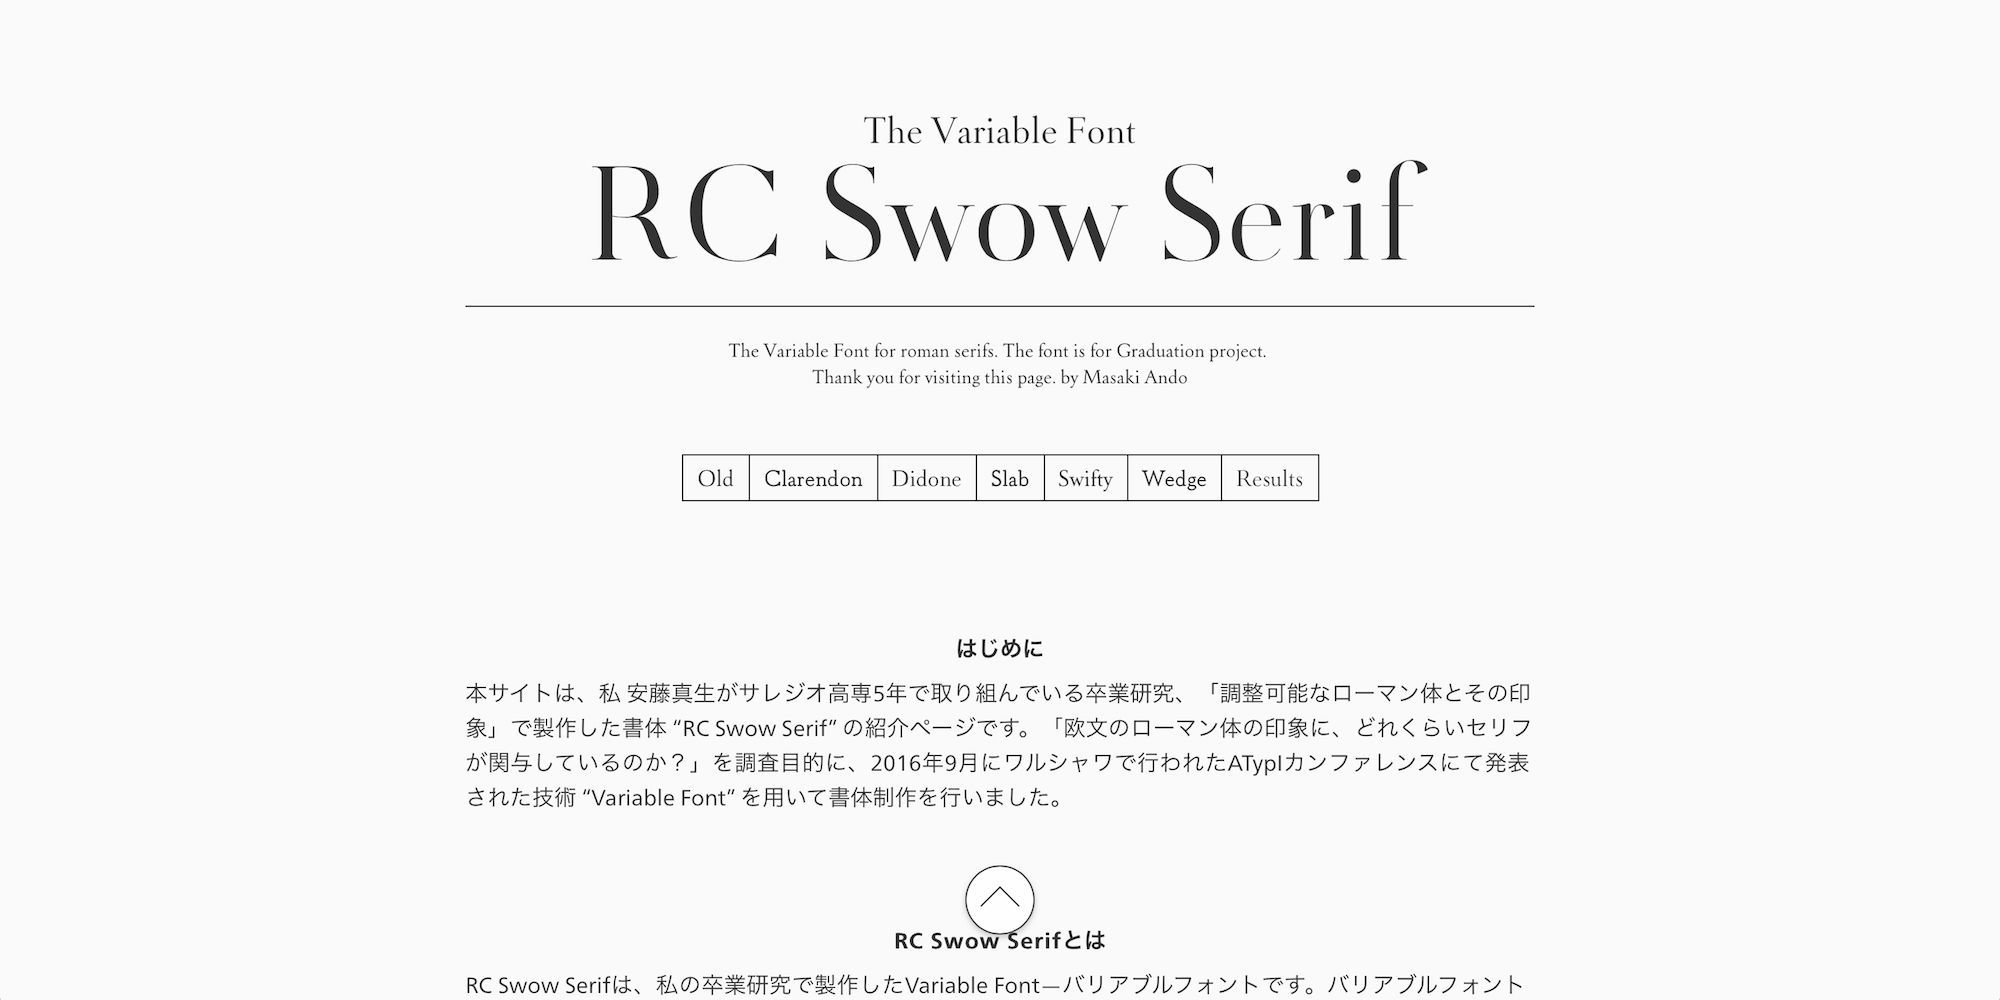 The Variable Font
RC Swow Serif
The Variable Font for roman serifs. The font is for Graduation project.
Thank you for visiting this page. by Masaki Ando
Old Clarendon Didone Slab Swifty Wedge Results
はじめに
本サイトは、私 安藤真生がサレジオ高専5年で取り組んでいる卒業研究、「調整可能なローマン体とその印
象」で製作した書体 “RC Swow Serif” の紹介ページです。「欧文のローマン体の印象に、どれくらいセリフ
が関与しているのか？」を調査目的に、2016年9月にワルシャワで行われたATypIカンファレンスにて発表
された技術 “Variable Font” を用いて書体制作を行いました。
RC Swow Serifとは
RC Swow Serifは、私の卒業研究で製作したVariable Font—バリアブルフォントです。バリアブルフォント